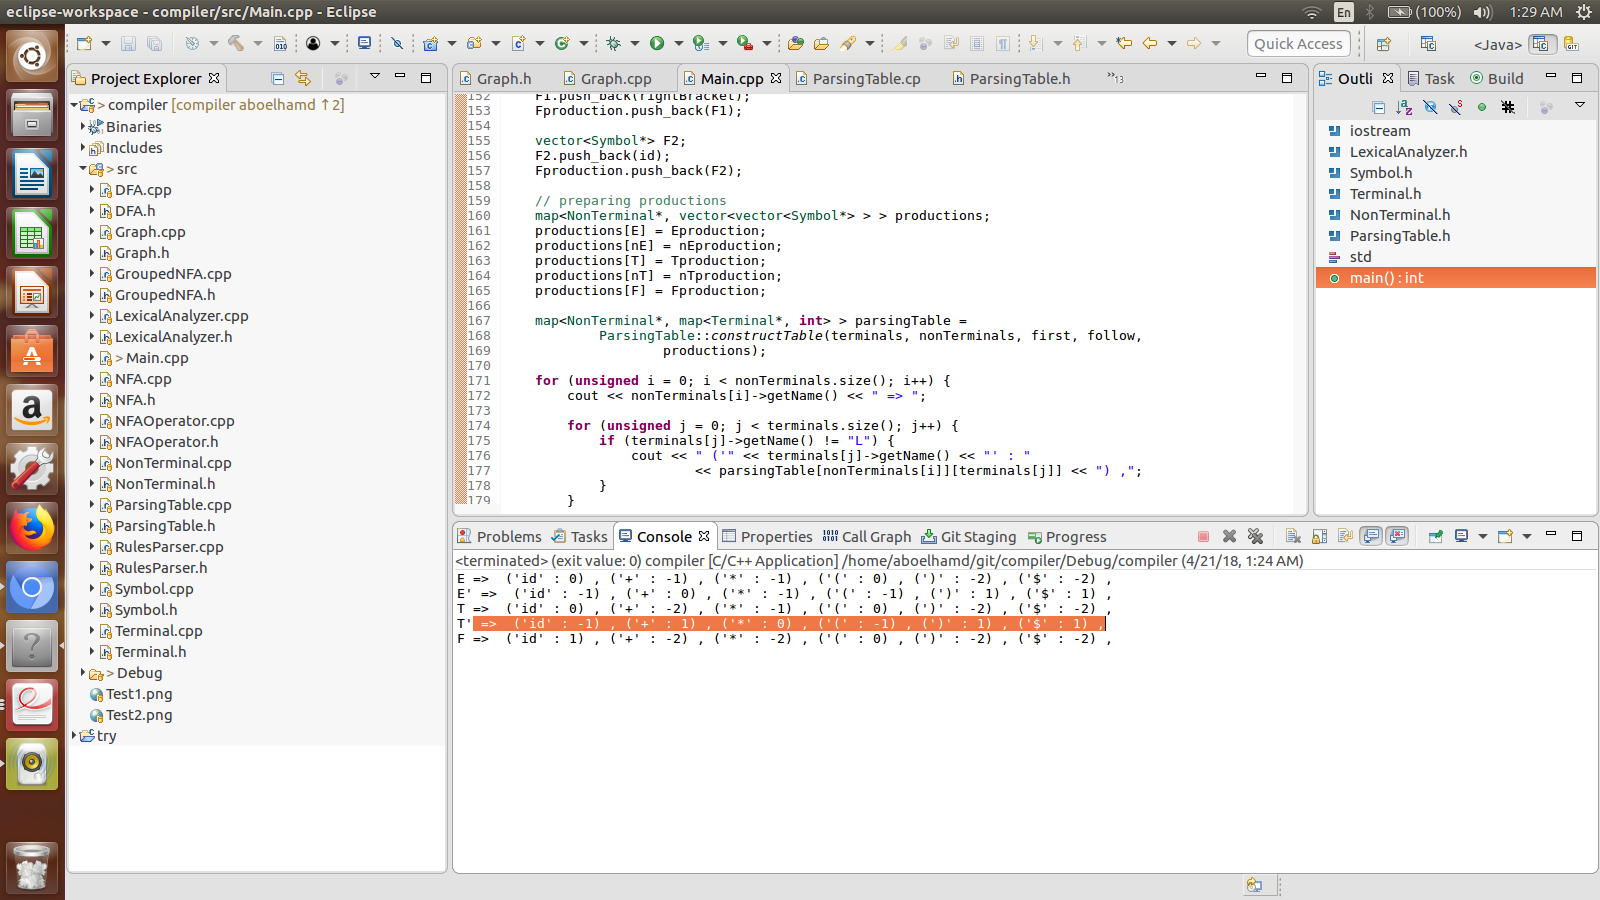 eclipse-workspace - compiler/src/Main.cpp - Eclipse
En (100%) 1:29 AM
Quick Access <Java>
Project Explorer
compiler [compiler aboelhamd ↑2]
Binaries
Includes
> src
DFA.cpp
DFA.h
Graph.cpp
Graph.h
GroupedNFA.cpp
GroupedNFA.h
LexicalAnalyzer.cpp
LexicalAnalyzer.h
> Main.cpp
NFA.cpp
NFA.h
NFAOperator.cpp
NFAOperator.h
NonTerminal.cpp
NonTerminal.h
ParsingTable.cpp
ParsingTable.h
RulesParser.cpp
RulesParser.h
Symbol.cpp
Symbol.h
Terminal.cpp
Terminal.h
> Debug
Test1.png
Test2.png
try
Graph.h Graph.cpp Main.cpp ParsingTable.cp ParsingTable.h »13
152 F1.push_back(rightBracket);
153 Fproduction.push_back(F1);
154
155 vector<Symbol*> F2;
156 F2.push_back(id);
157 Fproduction.push_back(F2);
158
159 // preparing productions
160 map<NonTerminal*, vector<vector<Symbol*> > > productions;
161 productions[E] = Eproduction;
162 productions[nE] = nEproduction;
163 productions[T] = Tproduction;
164 productions[nT] = nTproduction;
165 productions[F] = Fproduction;
166
167 map<NonTerminal*, map<Terminal*, int> > parsingTable =
168 ParsingTable::constructTable(terminals, nonTerminals, first, follow,
169 productions);
170
171 for (unsigned i = 0; i < nonTerminals.size(); i++) {
172 cout << nonTerminals[i]->getName() << " => ";
173
174 for (unsigned j = 0; j < terminals.size(); j++) {
175 if (terminals[j]->getName() != "L") {
176 cout << " ('" << terminals[j]->getName() << "' : "
177 << parsingTable[nonTerminals[i]][terminals[j]] << ") ,";
178 }
179 }
Outli Task Build
iostream
LexicalAnalyzer.h
Symbol.h
Terminal.h
NonTerminal.h
ParsingTable.h
std
main() : int
Problems Tasks Console Properties Call Graph Git Staging Progress
<terminated> (exit value: 0) compiler [C/C++ Application] /home/aboelhamd/git/compiler/Debug/compiler (4/21/18, 1:24 AM)
E => ('id' : 0) , ('+' : -1) , ('*' : -1) , ('(' : 0) , (')' : -2) , ('$' : -2) ,
E' => ('id' : -1) , ('+' : 0) , ('*' : -1) , ('(' : -1) , (')' : 1) , ('$' : 1) ,
T => ('id' : 0) , ('+' : -2) , ('*' : -1) , ('(' : 0) , (')' : -2) , ('$' : -2) ,
T' => ('id' : -1) , ('+' : 1) , ('*' : 0) , ('(' : -1) , (')' : 1) , ('$' : 1) ,
F => ('id' : 1) , ('+' : -2) , ('*' : -2) , ('(' : 0) , (')' : -2) , ('$' : -2) ,